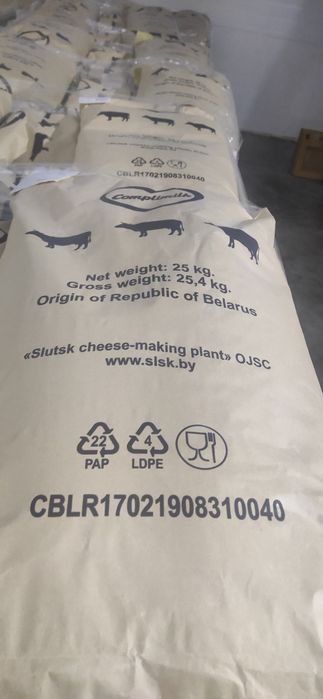 Complimilk
Net weight: 25 kg.
Gross weight: 25,4 kg.
Origin of Republic of Belarus
«Slutsk cheese-making plant» OJSC
www.slsk.by
22
PAP
4
LDPE
CBLR17021908310040
CBLR17021908310040